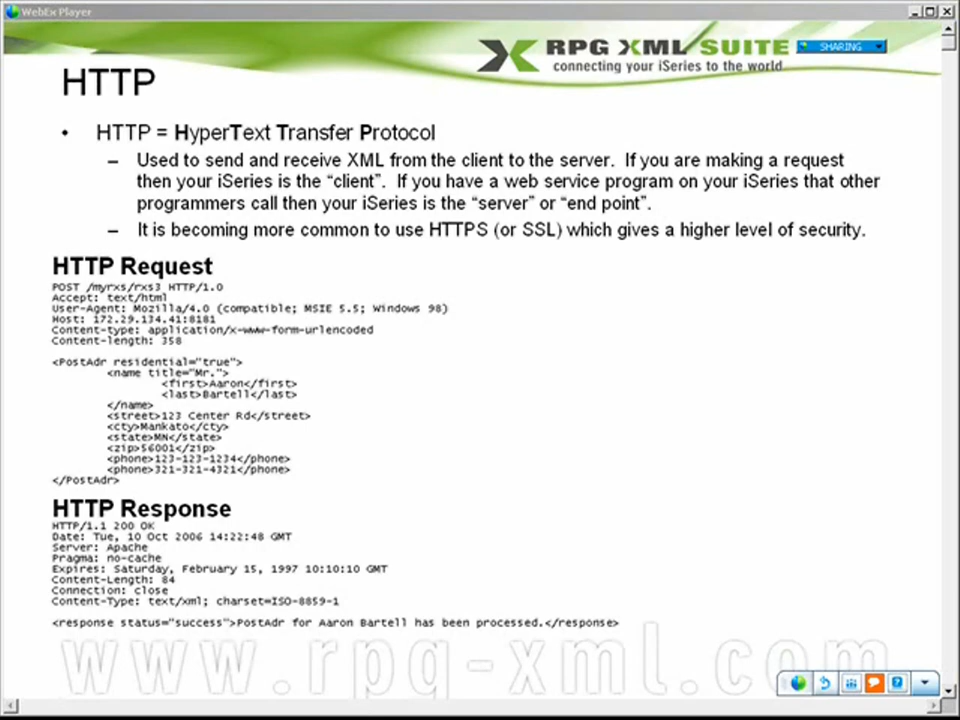 WebEx Player
RPG XML SUITE
SHARING
connecting your iSeries to the world
HTTP
• HTTP = HyperText Transfer Protocol
– Used to send and receive XML from the client to the server. If you are making a request
then your iSeries is the “client”. If you have a web service program on your iSeries that other
programmers call then your iSeries is the “server” or “end point”.
– It is becoming more common to use HTTPS (or SSL) which gives a higher level of security.
HTTP Request
POST /myrxs/rxs3 HTTP/1.0
Accept: text/html
User-Agent: Mozilla/4.0 (compatible; MSIE 5.5; Windows 98)
Host: 172.29.134.41:8181
Content-type: application/x-www-form-urlencoded
Content-length: 358
<PostAdr residential="true">
<name title="Mr.">
<first>Aaron</first>
<last>Bartell</last>
</name>
<street>123 Center Rd</street>
<cty>Mankato</cty>
<state>MN</state>
<zip>56001</zip>
<phone>123-123-1234</phone>
<phone>321-321-4321</phone>
</PostAdr>
HTTP Response
HTTP/1.1 200 OK
Date: Tue, 10 Oct 2006 14:22:48 GMT
Server: Apache
Pragma: no-cache
Expires: Saturday, February 15, 1997 10:10:10 GMT
Content-Length: 84
Connection: close
Content-Type: text/xml; charset=ISO-8859-1
<response status="success">PostAdr for Aaron Bartell has been processed.</response>
www.rpg-xml.com